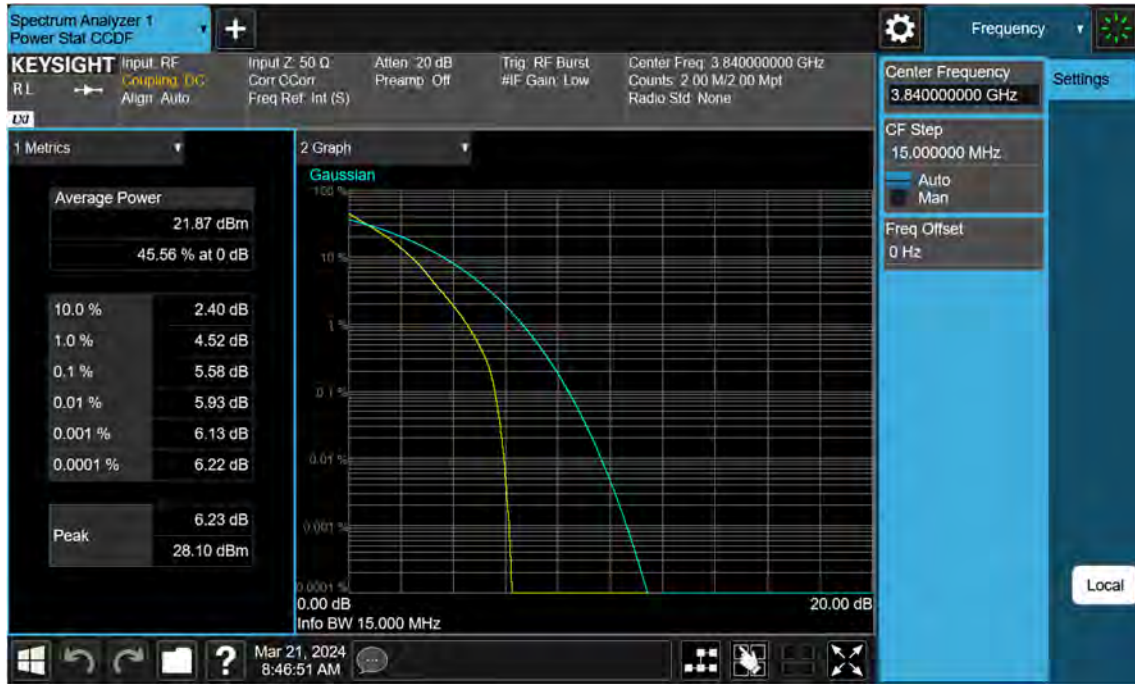 Spectrum Analyzer 1
Power Stat CCDF
Frequency
KEYSIGHT
RL
LXI
Input: RF
Coupling: DC
Align: Auto
Input Z: 50 Ω
Corr CCorr
Freq Ref: Int (S)
Atten: 20 dB
Preamp: Off
Trig: RF Burst
#IF Gain: Low
Center Freq: 3.840000000 GHz
Counts: 2.00 M/2.00 Mpt
Radio Std: None
Center Frequency
3.840000000 GHz
Settings
CF Step
15.000000 MHz
Auto
Man
Freq Offset
0 Hz
1 Metrics
Average Power
21.87 dBm
45.56 % at 0 dB
10.0 % 2.40 dB
1.0 % 4.52 dB
0.1 % 5.58 dB
0.01 % 5.93 dB
0.001 % 6.13 dB
0.0001 % 6.22 dB
Peak
6.23 dB
28.10 dBm
2 Graph
Gaussian
100 %
10 %
1 %
0.1 %
0.01 %
0.001 %
0.0001 %
0.00 dB 20.00 dB
Info BW 15.000 MHz
Local
?
Mar 21, 2024
8:46:51 AM